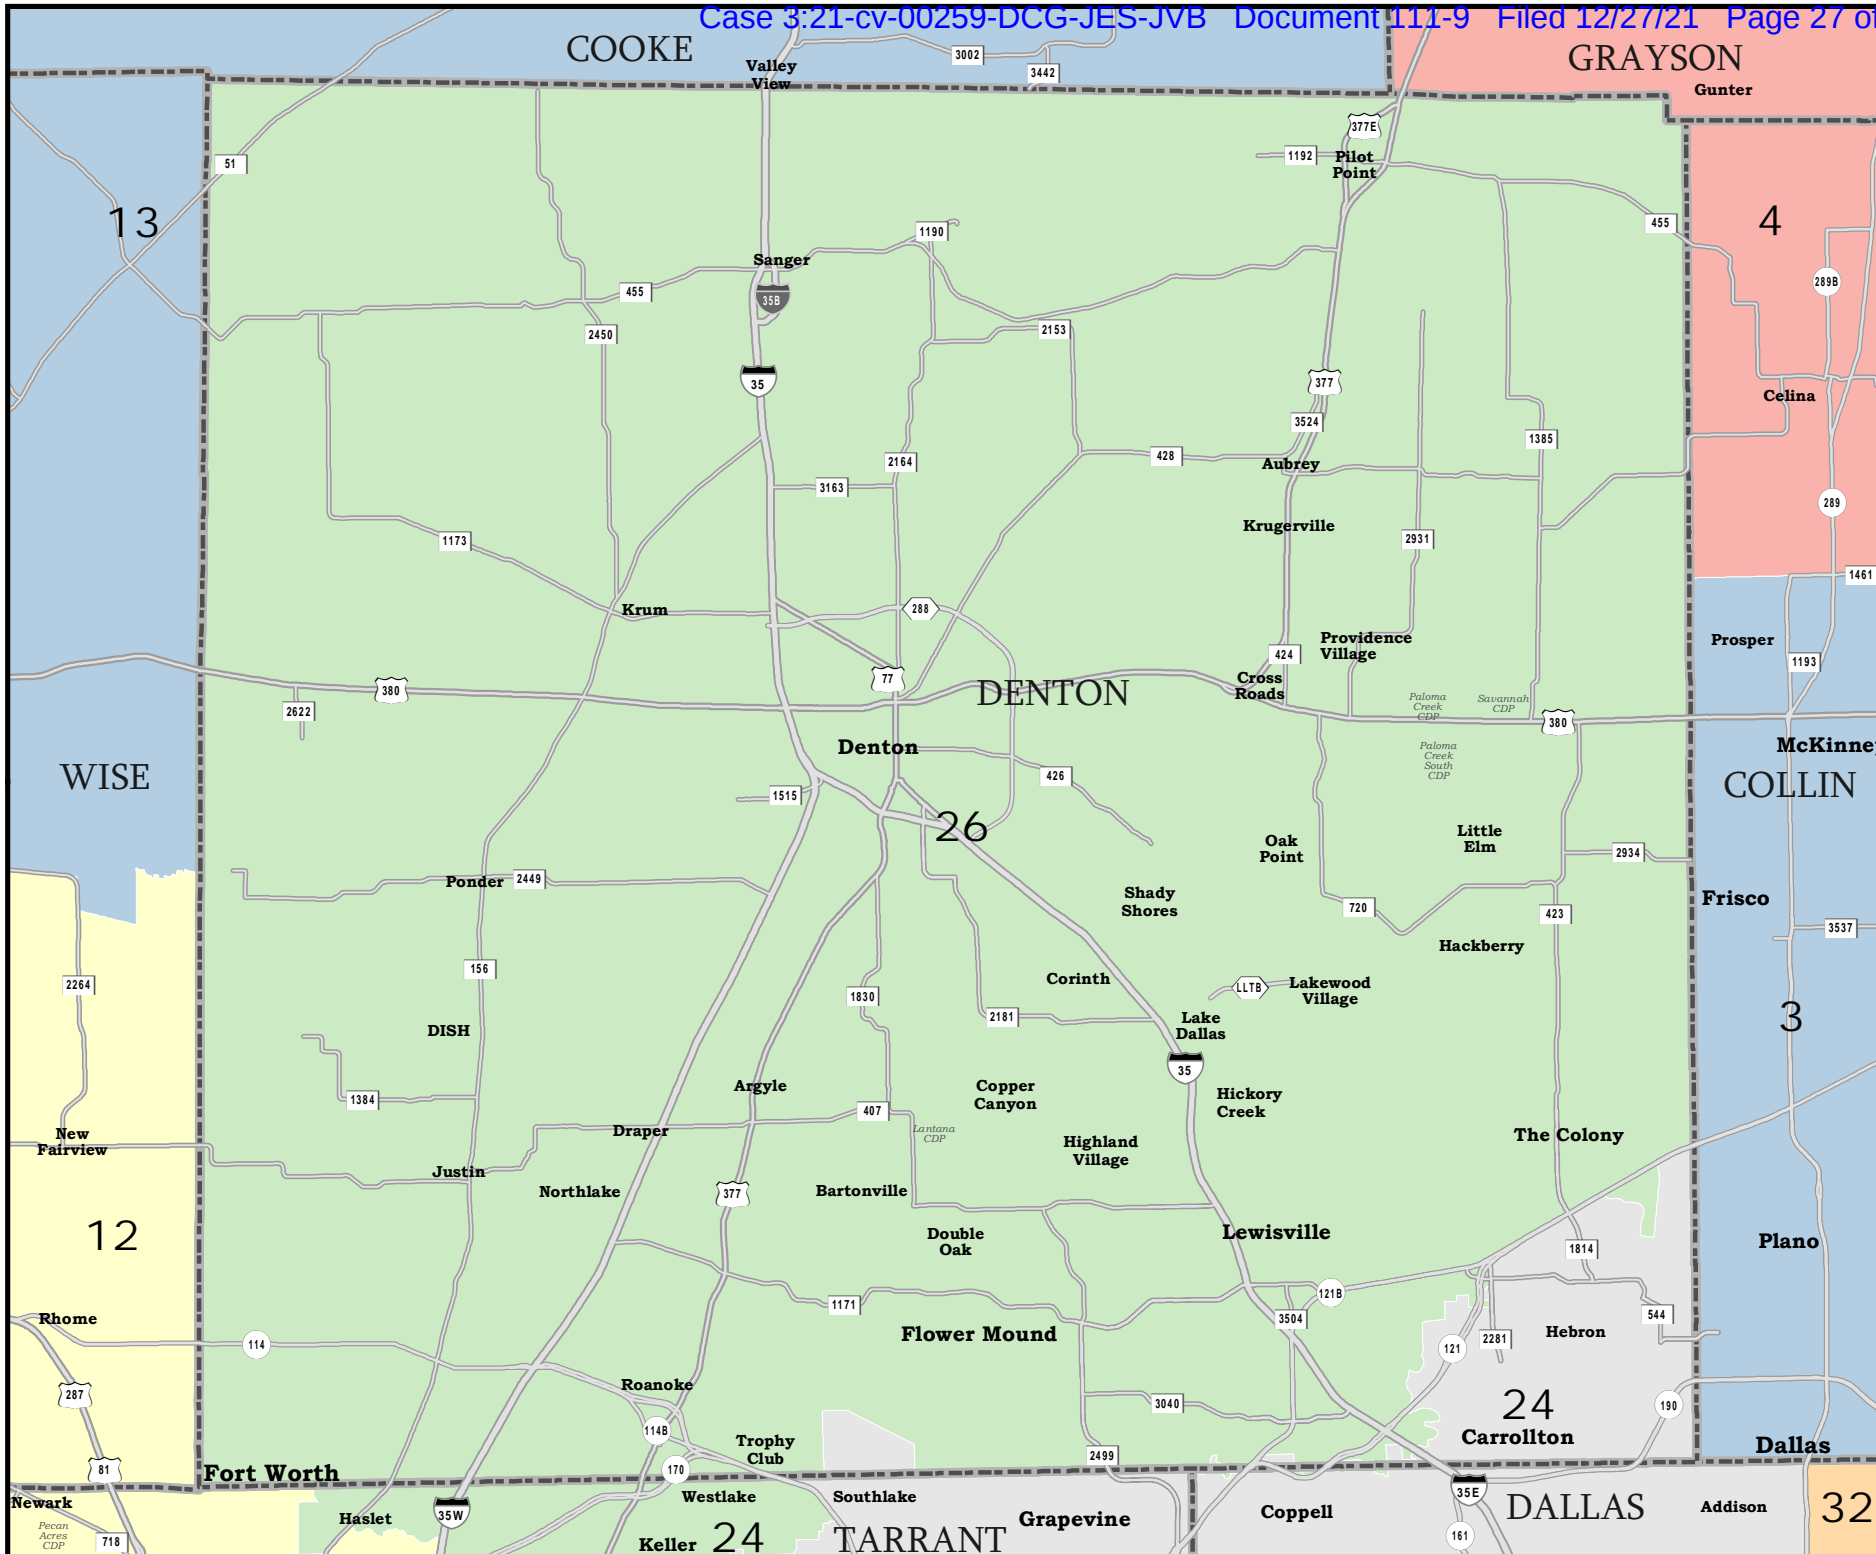 Case 3:21-cv-00259-DCG-JES-JVB Document 111-9 Filed 12/27/21 Page 27 of
COOKE
GRAYSON
Valley
View
3002
3442
Gunter
377E
51
1192
Pilot
Point
13
4
455
1190
Sanger
455
35B
289B
2450
2153
35
377
Celina
3524
1385
2164
428
Aubrey
3163
289
Krugerville
1173
2931
1461
Krum
288
Providence
Village
Prosper
424
1193
77
Cross
Roads
380
DENTON
Paloma
Creek
CDP
Savannah
CDP
2622
380
Denton
McKinney
Paloma
Creek
South
CDP
WISE
426
COLLIN
1515
26
Oak
Point
Little
Elm
2934
Ponder
2449
Shady
Shores
Frisco
720
423
3537
Hackberry
156
Corinth
2264
LLTB
Lakewood
Village
1830
2181
Lake
Dallas
3
DISH
35
Argyle
Copper
Canyon
Hickory
Creek
1384
407
New
Fairview
Draper
Lantana
CDP
Highland
Village
The Colony
Justin
Northlake
377
Bartonville
12
Double
Oak
Lewisville
1814
Plano
121B
1171
Rhome
3504
544
114
Flower Mound
121
2281
Hebron
287
Roanoke
3040
24
190
114B
Trophy
Club
Carrollton
Dallas
81
Fort Worth
170
2499
Newark
Westlake
Southlake
35E
DALLAS
Addison
32
Pecan
Acres
CDP
Haslet
35W
Grapevine
Coppell
718
Keller
24
TARRANT
161